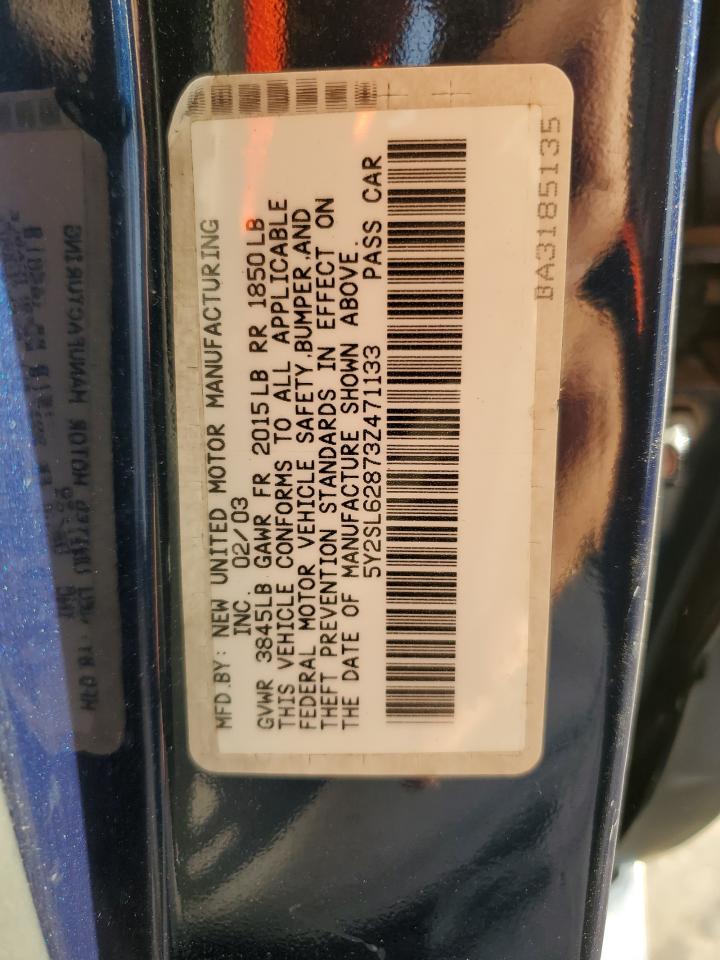 MFD.BY: NEW UNITED MOTOR MANUFACTURING
INC. 02/03
GVWR 3845LB GAWR FR 2015LB RR 1850LB
THIS VEHICLE CONFORMS TO ALL APPLICABLE
FEDERAL MOTOR VEHICLE SAFETY,BUMPER,AND
THEFT PREVENTION STANDARDS IN EFFECT ON
THE DATE OF MANUFACTURE SHOWN ABOVE.
5Y2SL62873Z471133 PASS CAR
BA3185135